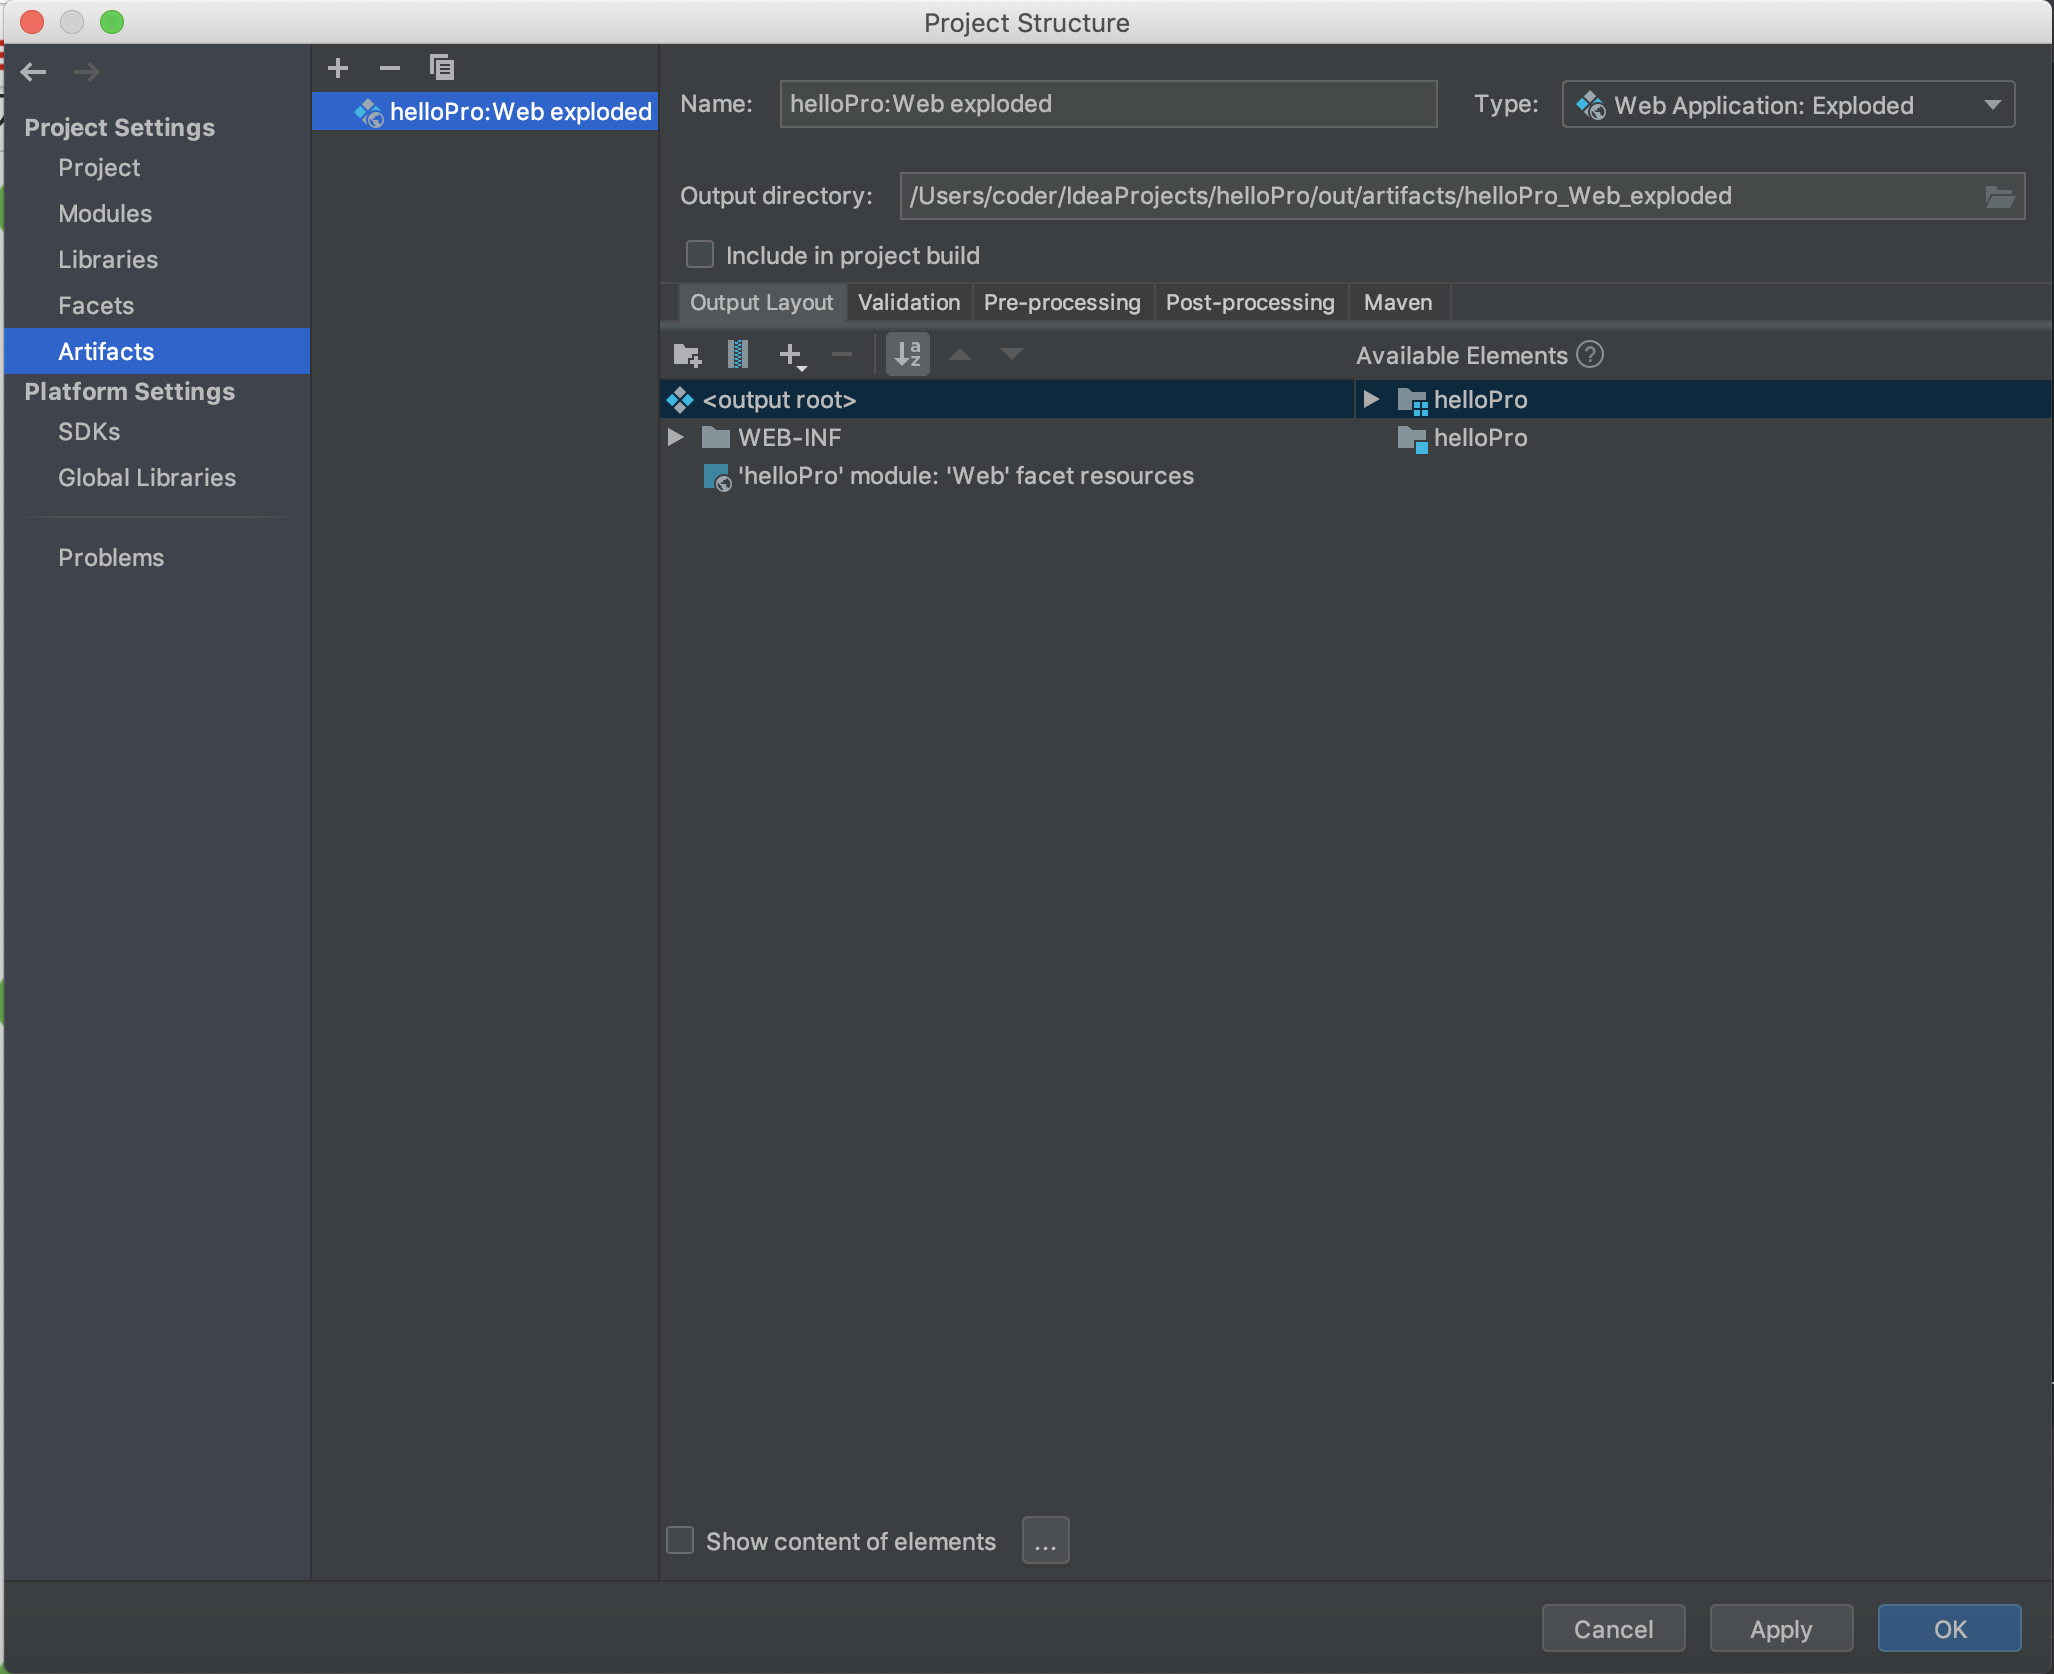 Project Structure
Project Settings
Project
Modules
Libraries
Facets
Artifacts
Platform Settings
SDKs
Global Libraries
Problems
helloPro:Web exploded
Name: helloPro:Web exploded Type: Web Application: Exploded
Output directory: /Users/coder/IdeaProjects/helloPro/out/artifacts/helloPro_Web_exploded
Include in project build
Output Layout Validation Pre-processing Post-processing Maven
Available Elements ?
<output root>
WEB-INF
'helloPro' module: 'Web' facet resources
helloPro
helloPro
Show content of elements ...
Cancel Apply OK